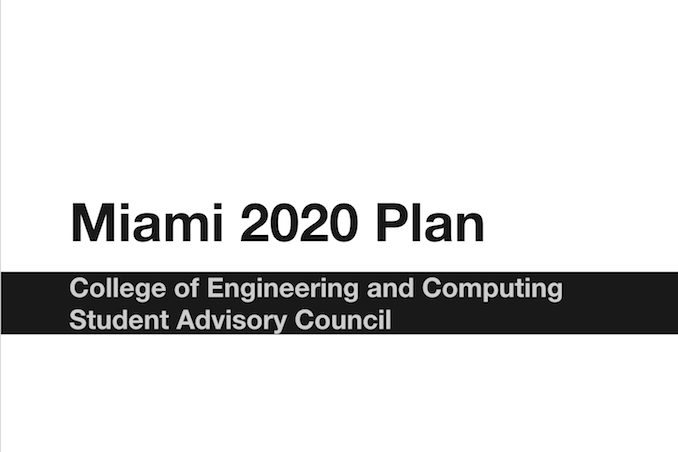 Miami 2020 Plan
College of Engineering and Computing
Student Advisory Council